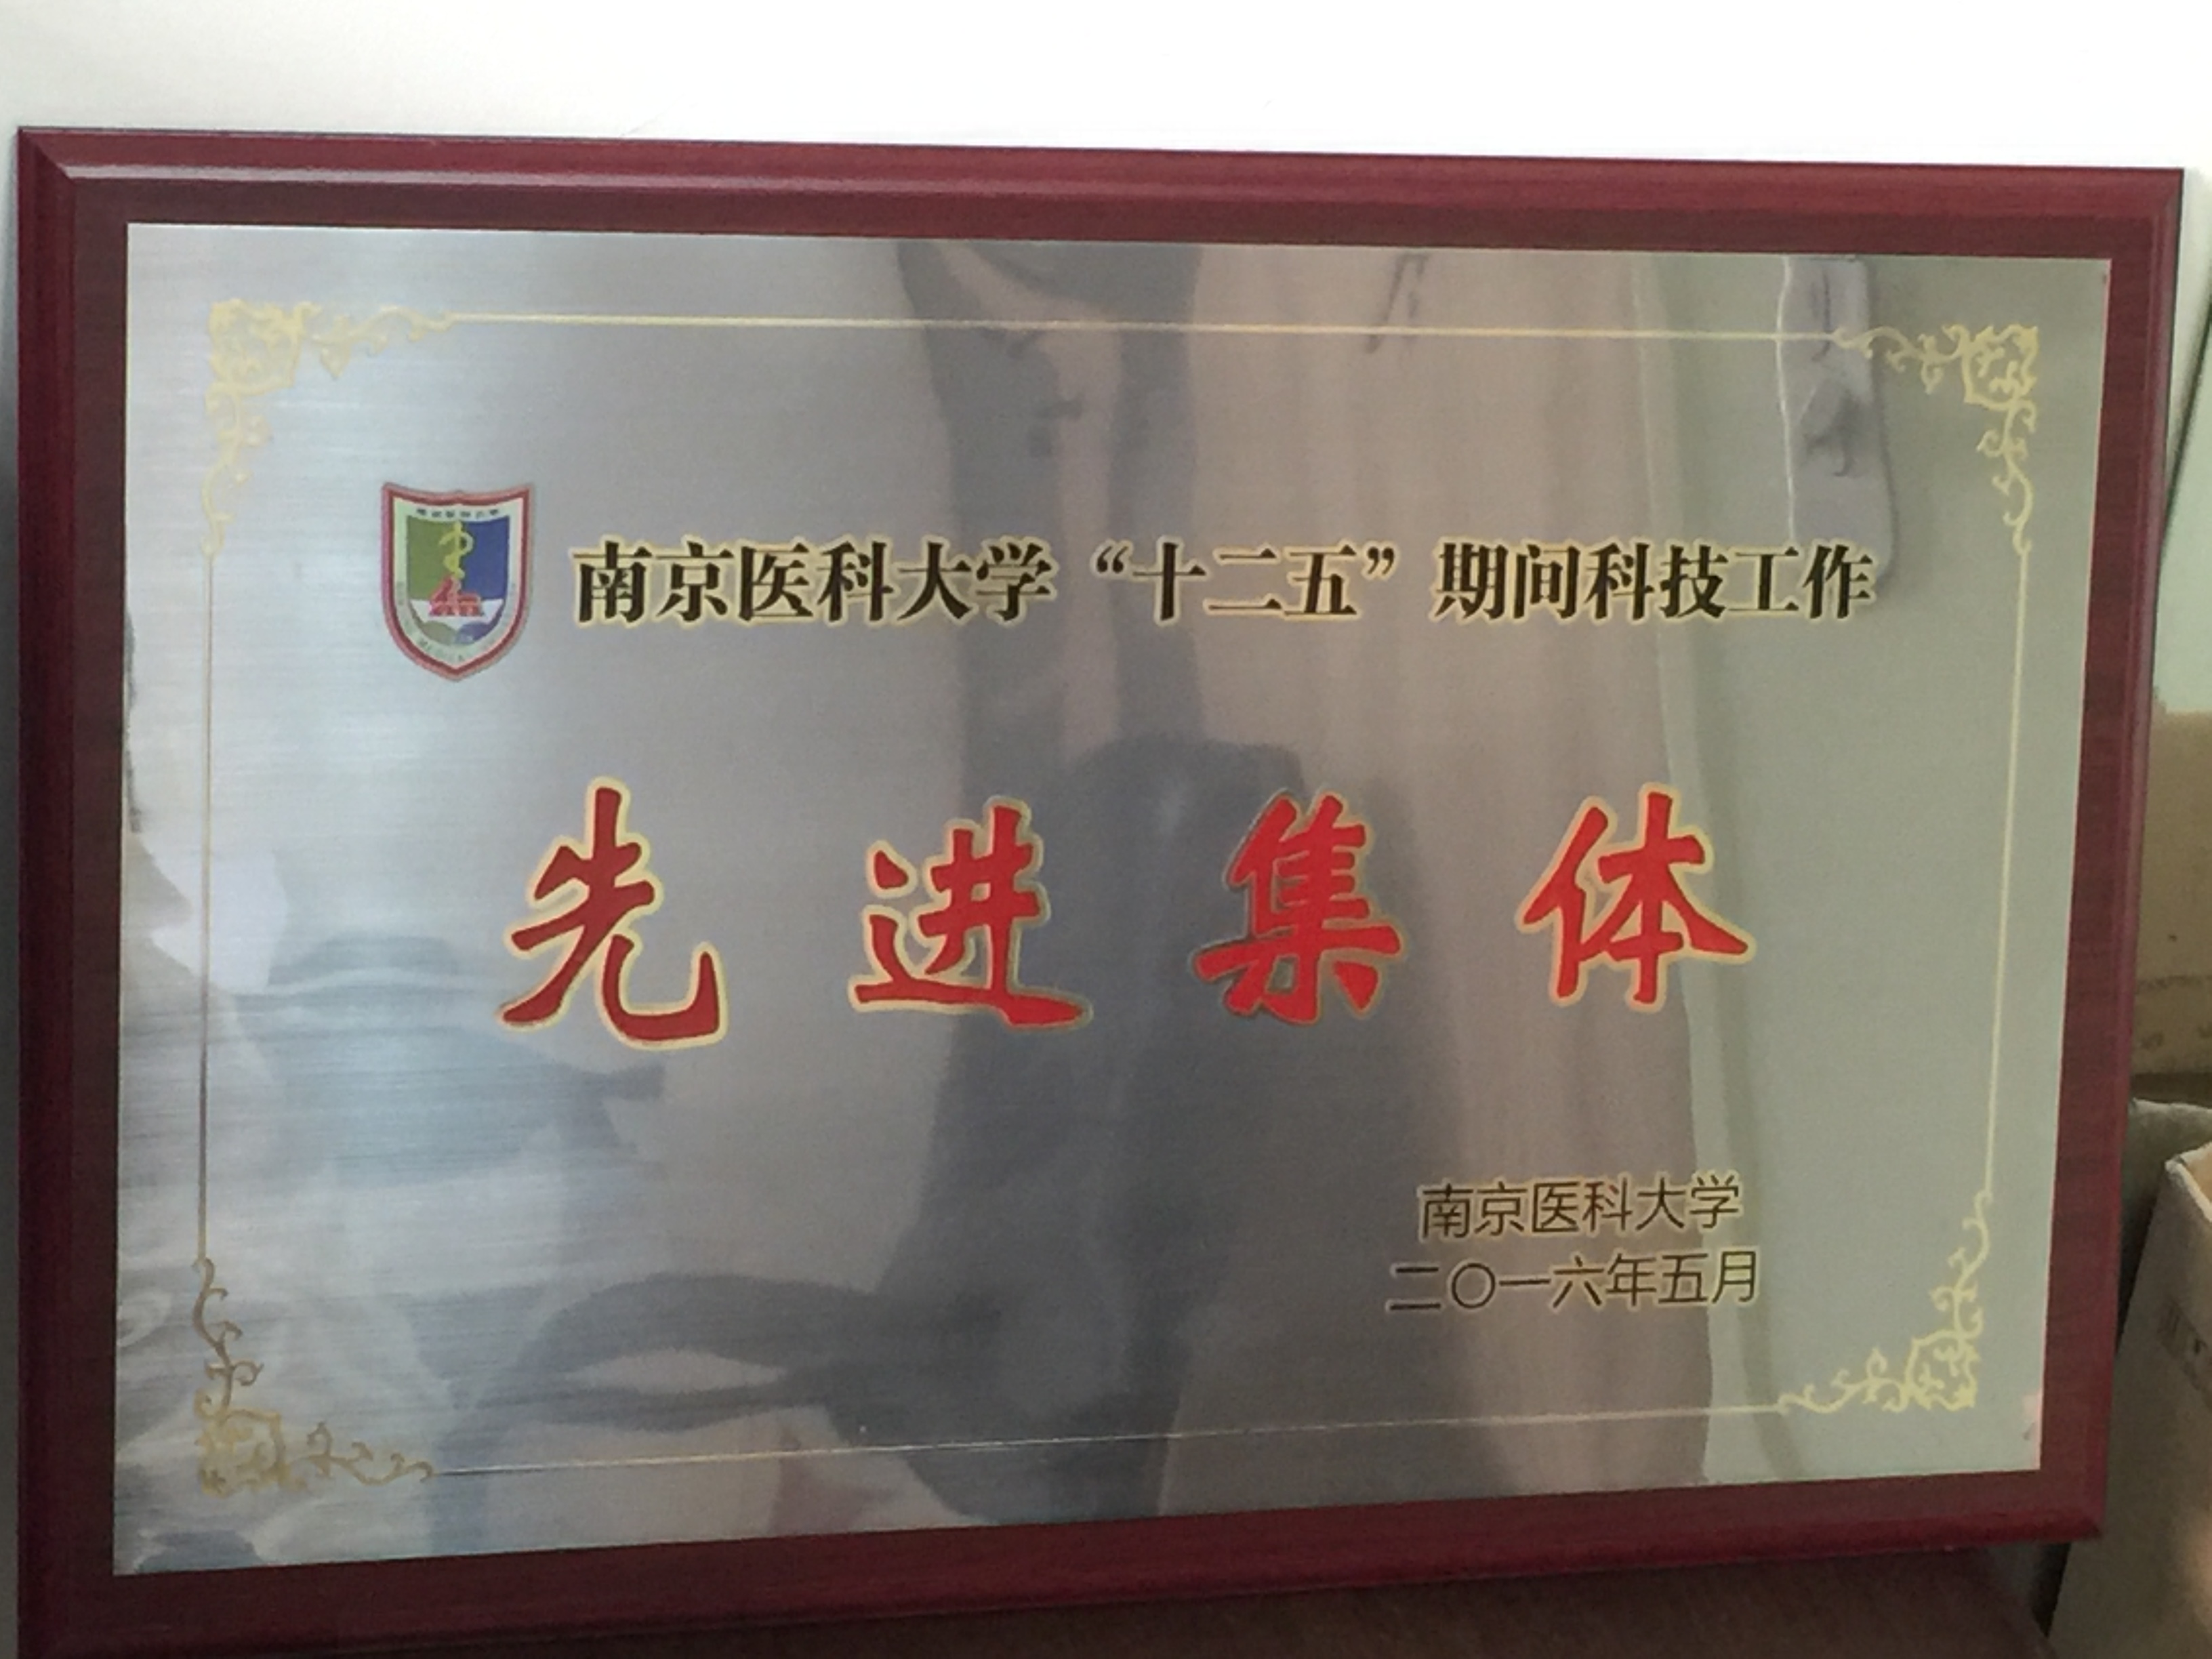 南京医科大学“十二五”期间科技工作
先进集体
南京医科大学
二〇一六年五月